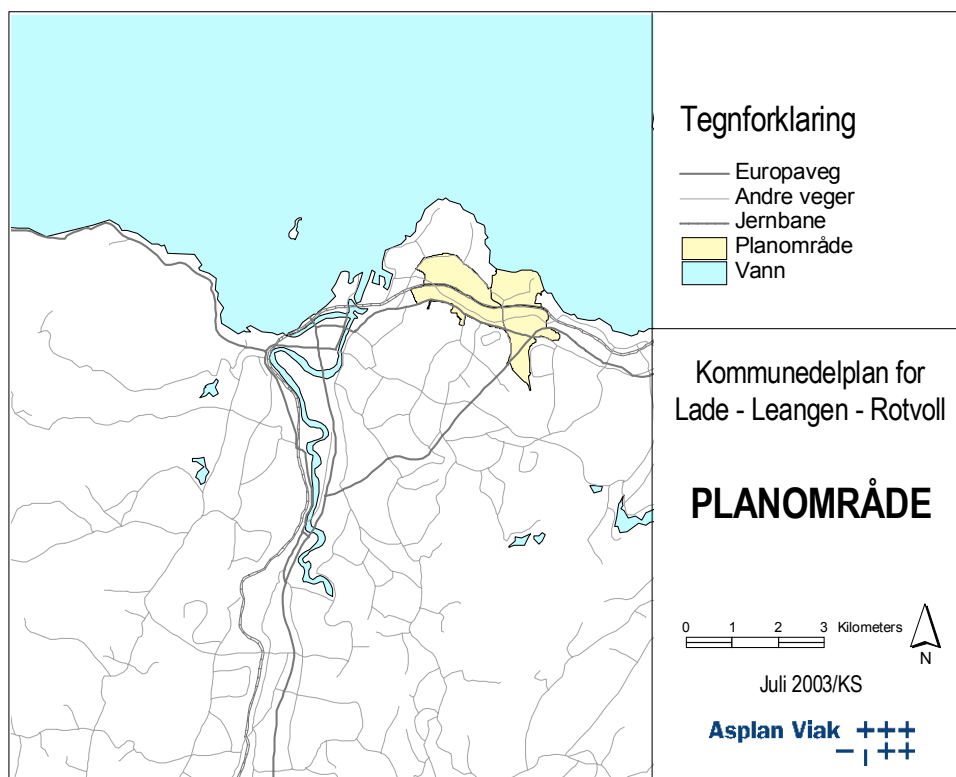 Tegnforklaring
Europaveg
Andre veger
Jernbane
Planområde
Vann
Kommunedelplan for
Lade - Leangen - Rotvoll
PLANOMRÅDE
0 1 2 3 Kilometers
N
Juli 2003/KS
Asplan Viak